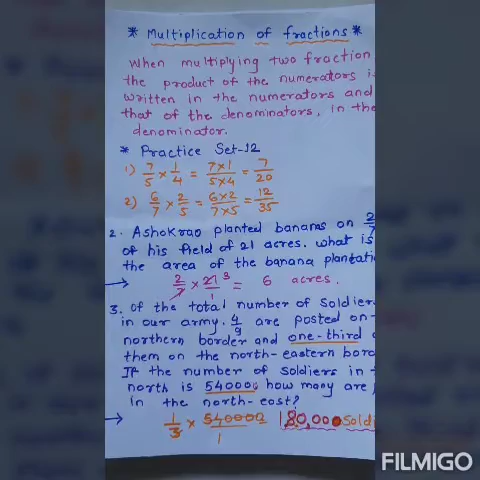 * Multiplication of fractions *
When multiplying two fraction
the product of the numerators is
written in the numerators and
that of the denominators, in the
denominator.
* Practice Set-12
1) 7/5 × 1/4 = 7×1/5×4 = 7/20
2) 6/7 × 2/5 = 6×2/7×5 = 12/35
2. Ashokrao planted bananas on 2/7
of his field of 21 acres. what is
the area of the banana plantatio
→ 2/7 × 21 3/1 = 6 acres.
3. of the total number of soldiers
in our army. 4/9 are posted on
northern border and one-third
them on the north-eastern bord
If the number of soldiers in
north is 540000 how many are
in the north-east?
→ 1/3 × 540000/1 180,000 Soldi
FILMIGO